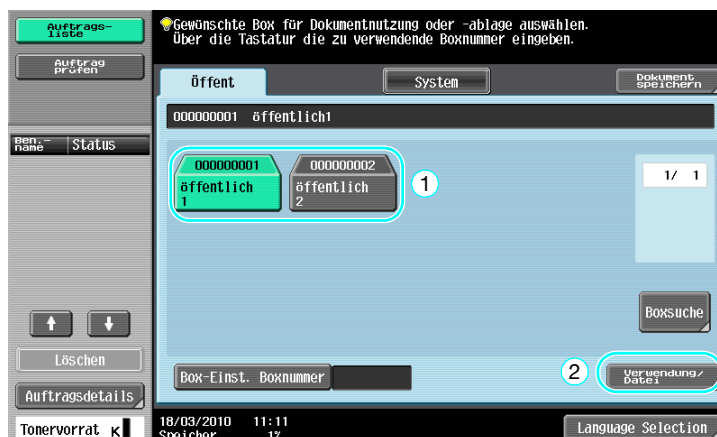 Auftrags-
liste
Auftrag
prüfen
Gewünschte Box für Dokumentnutzung oder -ablage auswählen.
Über die Tastatur die zu verwendende Boxnummer eingeben.
Öffent
System
Dokument
speichern
000000001 öffentlich1
Ben.-
name
Status
000000001
öffentlich
1
000000002
öffentlich
2
1
1/ 1
Boxsuche
Löschen
Auftragsdetails
Box-Einst. Boxnummer
2
Verwendung/
Datei
Tonervorrat K
18/03/2010 11:11
Speicher 1%
Language Selection